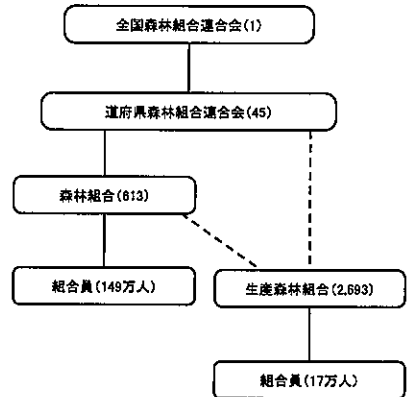 全国森林組合連合会(1)
道府県森林組合連合会(45)
森林組合(613)
組合員(149万人)
生産森林組合(2,693)
組合員(17万人)